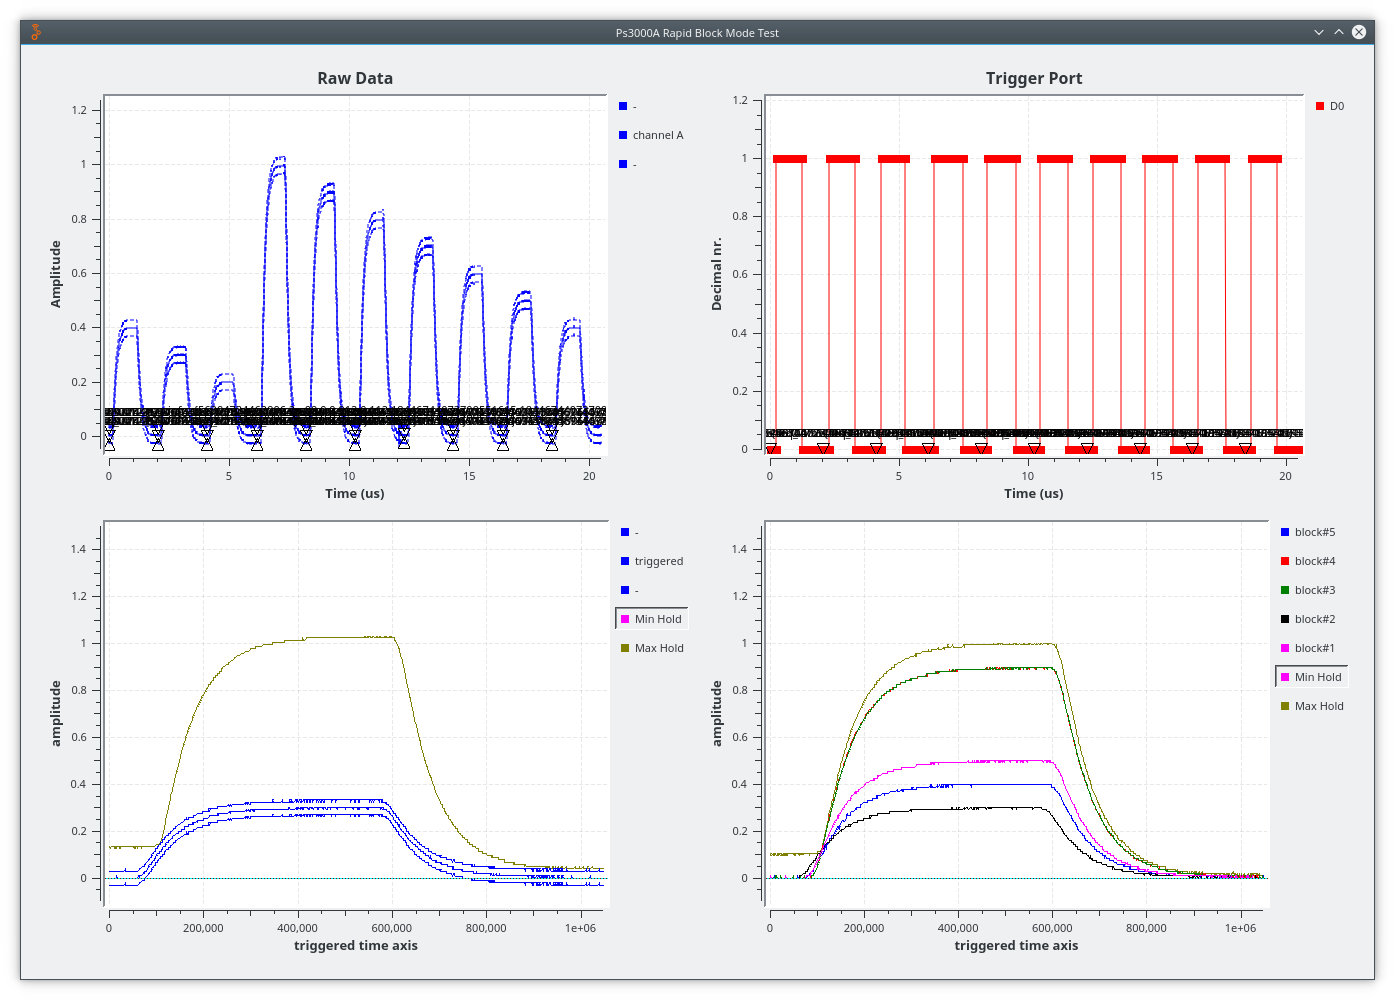 Ps3000A Rapid Block Mode Test
Raw Data
1.2
1
0.8
0.6
0.4
0.2
0
Amplitude
0 5 10 15 20
Time (us)
-
channel A
-
Trigger Port
1.2
1
0.8
0.6
0.4
0.2
0
Decimal nr.
0 5 10 15 20
Time (us)
D0
1.4
1.2
1
0.8
0.6
0.4
0.2
0
amplitude
0 200,000 400,000 600,000 800,000 1e+06
triggered time axis
-
triggered
-
Min Hold
Max Hold
1.4
1.2
1
0.8
0.6
0.4
0.2
0
amplitude
0 200,000 400,000 600,000 800,000 1e+06
triggered time axis
block#5
block#4
block#3
block#2
block#1
Min Hold
Max Hold